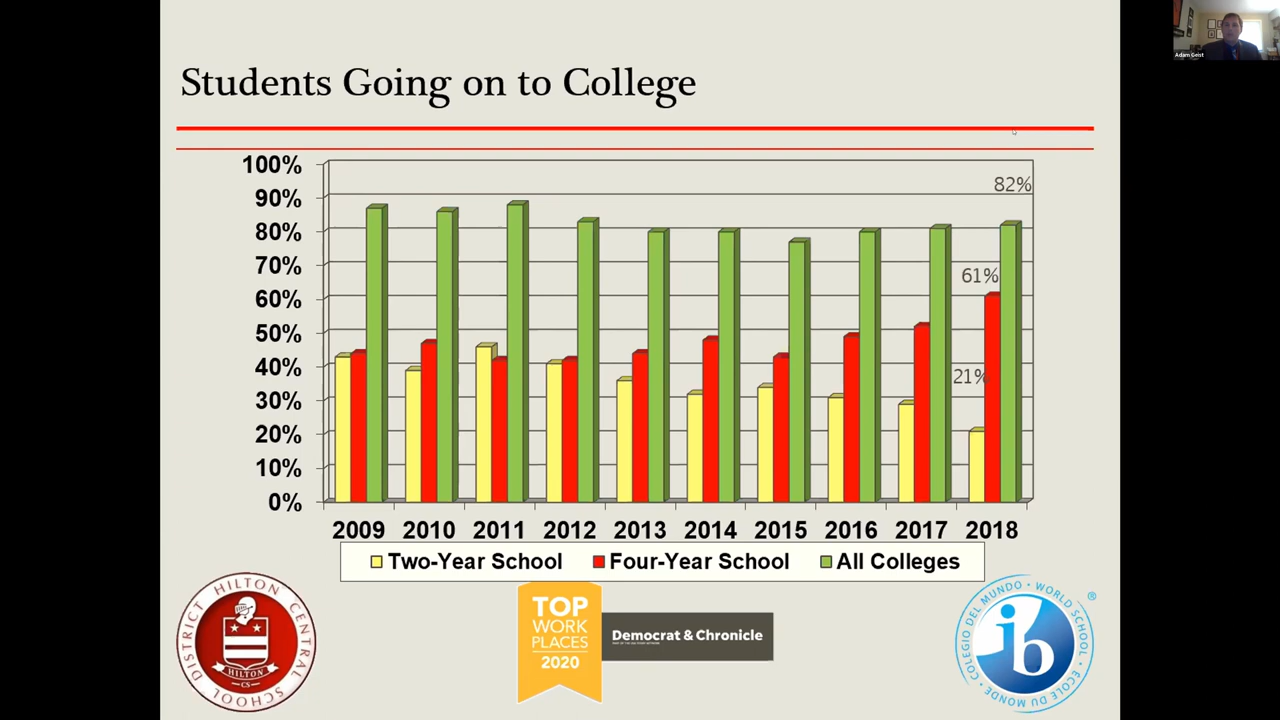 Adam Geist
Students Going on to College
100%
90%
80%
70%
60%
50%
40%
30%
20%
10%
0%
82%
61%
21%
2009 2010 2011 2012 2013 2014 2015 2016 2017 2018
Two-Year School Four-Year School All Colleges
HILTON CENTRAL SCHOOL DISTRICT
HILTON
CS
TOP
WORK
PLACES
2020
Democrat & Chronicle
COLEGIO DEL MUNDO • WORLD SCHOOL • ÉCOLE DU MONDE •
ib
®